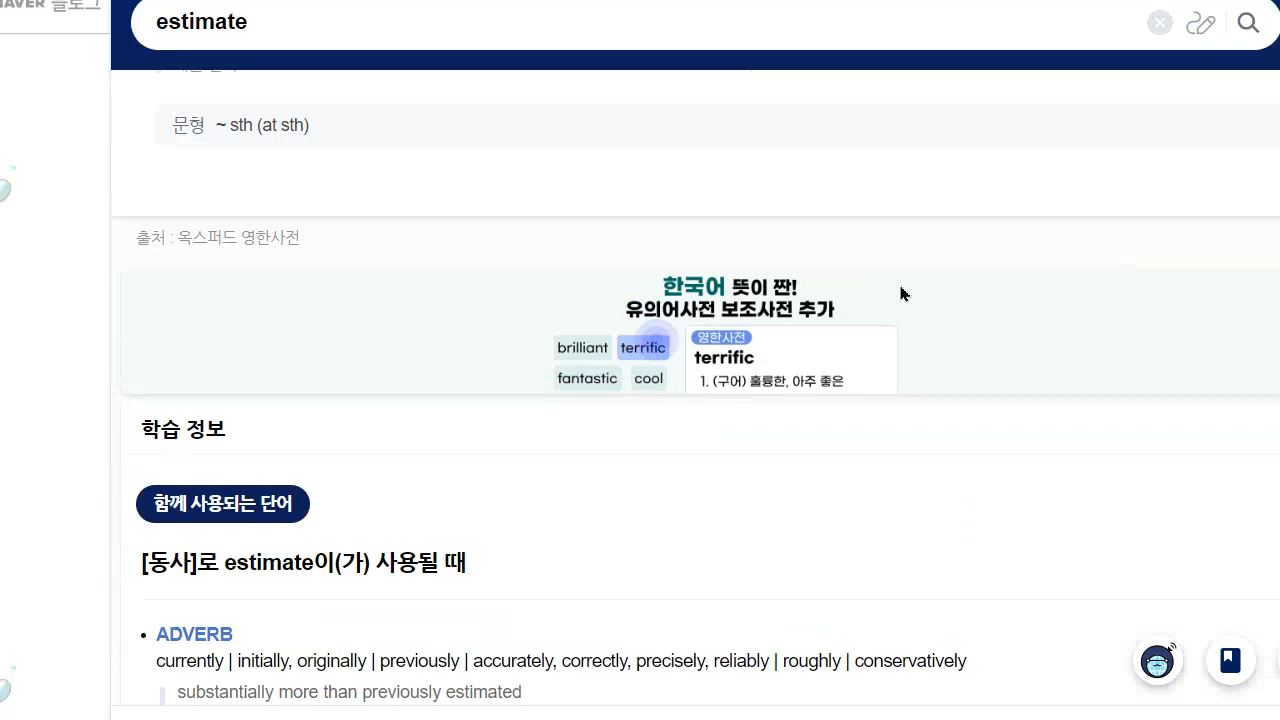 블로그
estimate
문형 ~ sth (at sth)
출처 : 옥스퍼드 영한사전
한국어 뜻이 짠!
유의어사전 보조사전 추가
brilliant terrific
fantastic cool
영한사전
terrific
1. (구어) 훌륭한, 아주 좋은
학습 정보
함께 사용되는 단어
[동사]로 estimate이(가) 사용될 때
• ADVERB
currently | initially, originally | previously | accurately, correctly, precisely, reliably | roughly | conservatively
substantially more than previously estimated